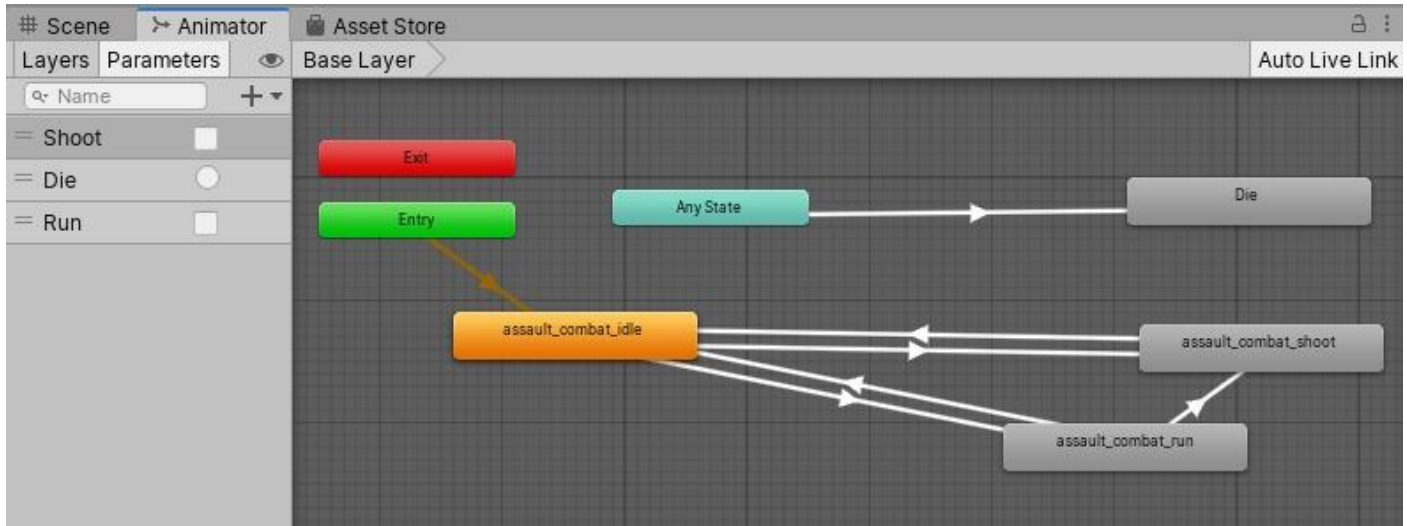 Scene Animator Asset Store
Layers Parameters Base Layer Auto Live Link
Name
Shoot
Die
Run
Exit
Entry
Any State
Die
assault_combat_idle
assault_combat_shoot
assault_combat_run